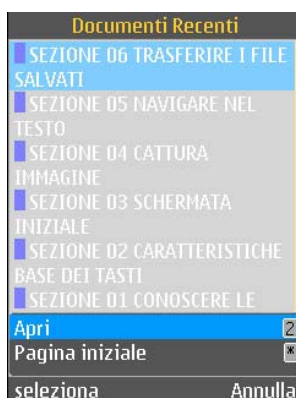 Documenti Recenti
SEZIONE 06 TRASFERIRE I FILE
SALVATI
SEZIONE 05 NAVIGARE NEL
TESTO
SEZIONE 04 CATTURA
IMMAGINE
SEZIONE 03 SCHERMATA
INIZIALE
SEZIONE 02 CARATTERISTICHE
BASE DEI TASTI
SEZIONE 01 CONOSCERE LE
Apri 2
Pagina iniziale *
seleziona Annulla